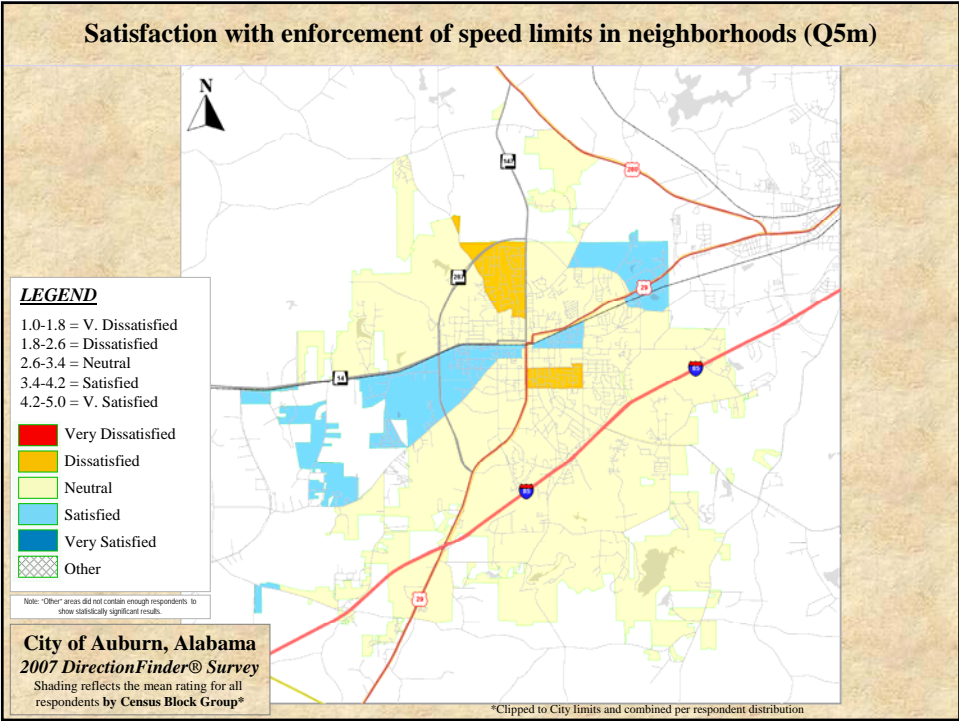 Satisfaction with enforcement of speed limits in neighborhoods (Q5m)
N
147
280
267
29
14
85
85
29
LEGEND
1.0-1.8 = V. Dissatisfied
1.8-2.6 = Dissatisfied
2.6-3.4 = Neutral
3.4-4.2 = Satisfied
4.2-5.0 = V. Satisfied
Very Dissatisfied
Dissatisfied
Neutral
Satisfied
Very Satisfied
Other
Note: "Other" areas did not contain enough respondents to
show statistically significant results.
City of Auburn, Alabama
2007 DirectionFinder® Survey
Shading reflects the mean rating for all
respondents by Census Block Group*
*Clipped to City limits and combined per respondent distribution